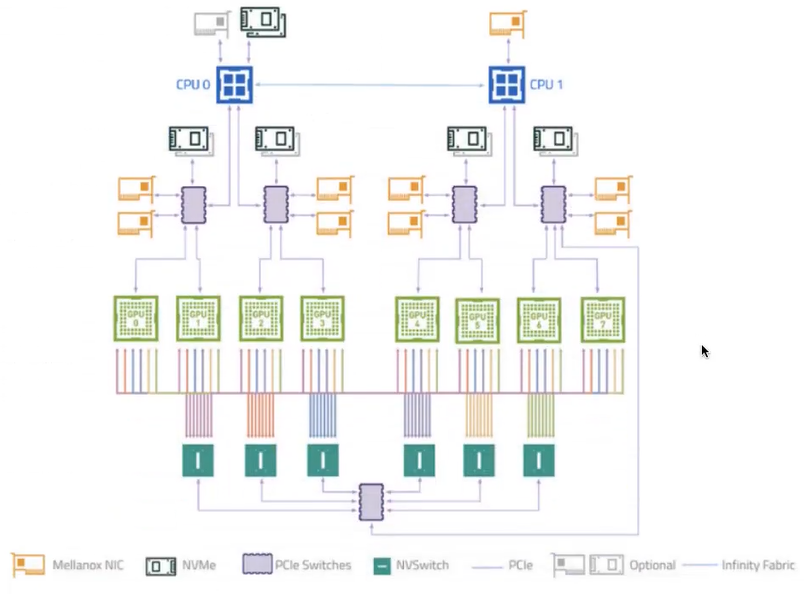 CPU 0
CPU 1
GPU 0
GPU 1
GPU 2
GPU 3
GPU 4
GPU 5
GPU 6
GPU 7
Mellanox NIC
NVMe
PCIe Switches
NVSwitch
PCIe
Optional
Infinity Fabric